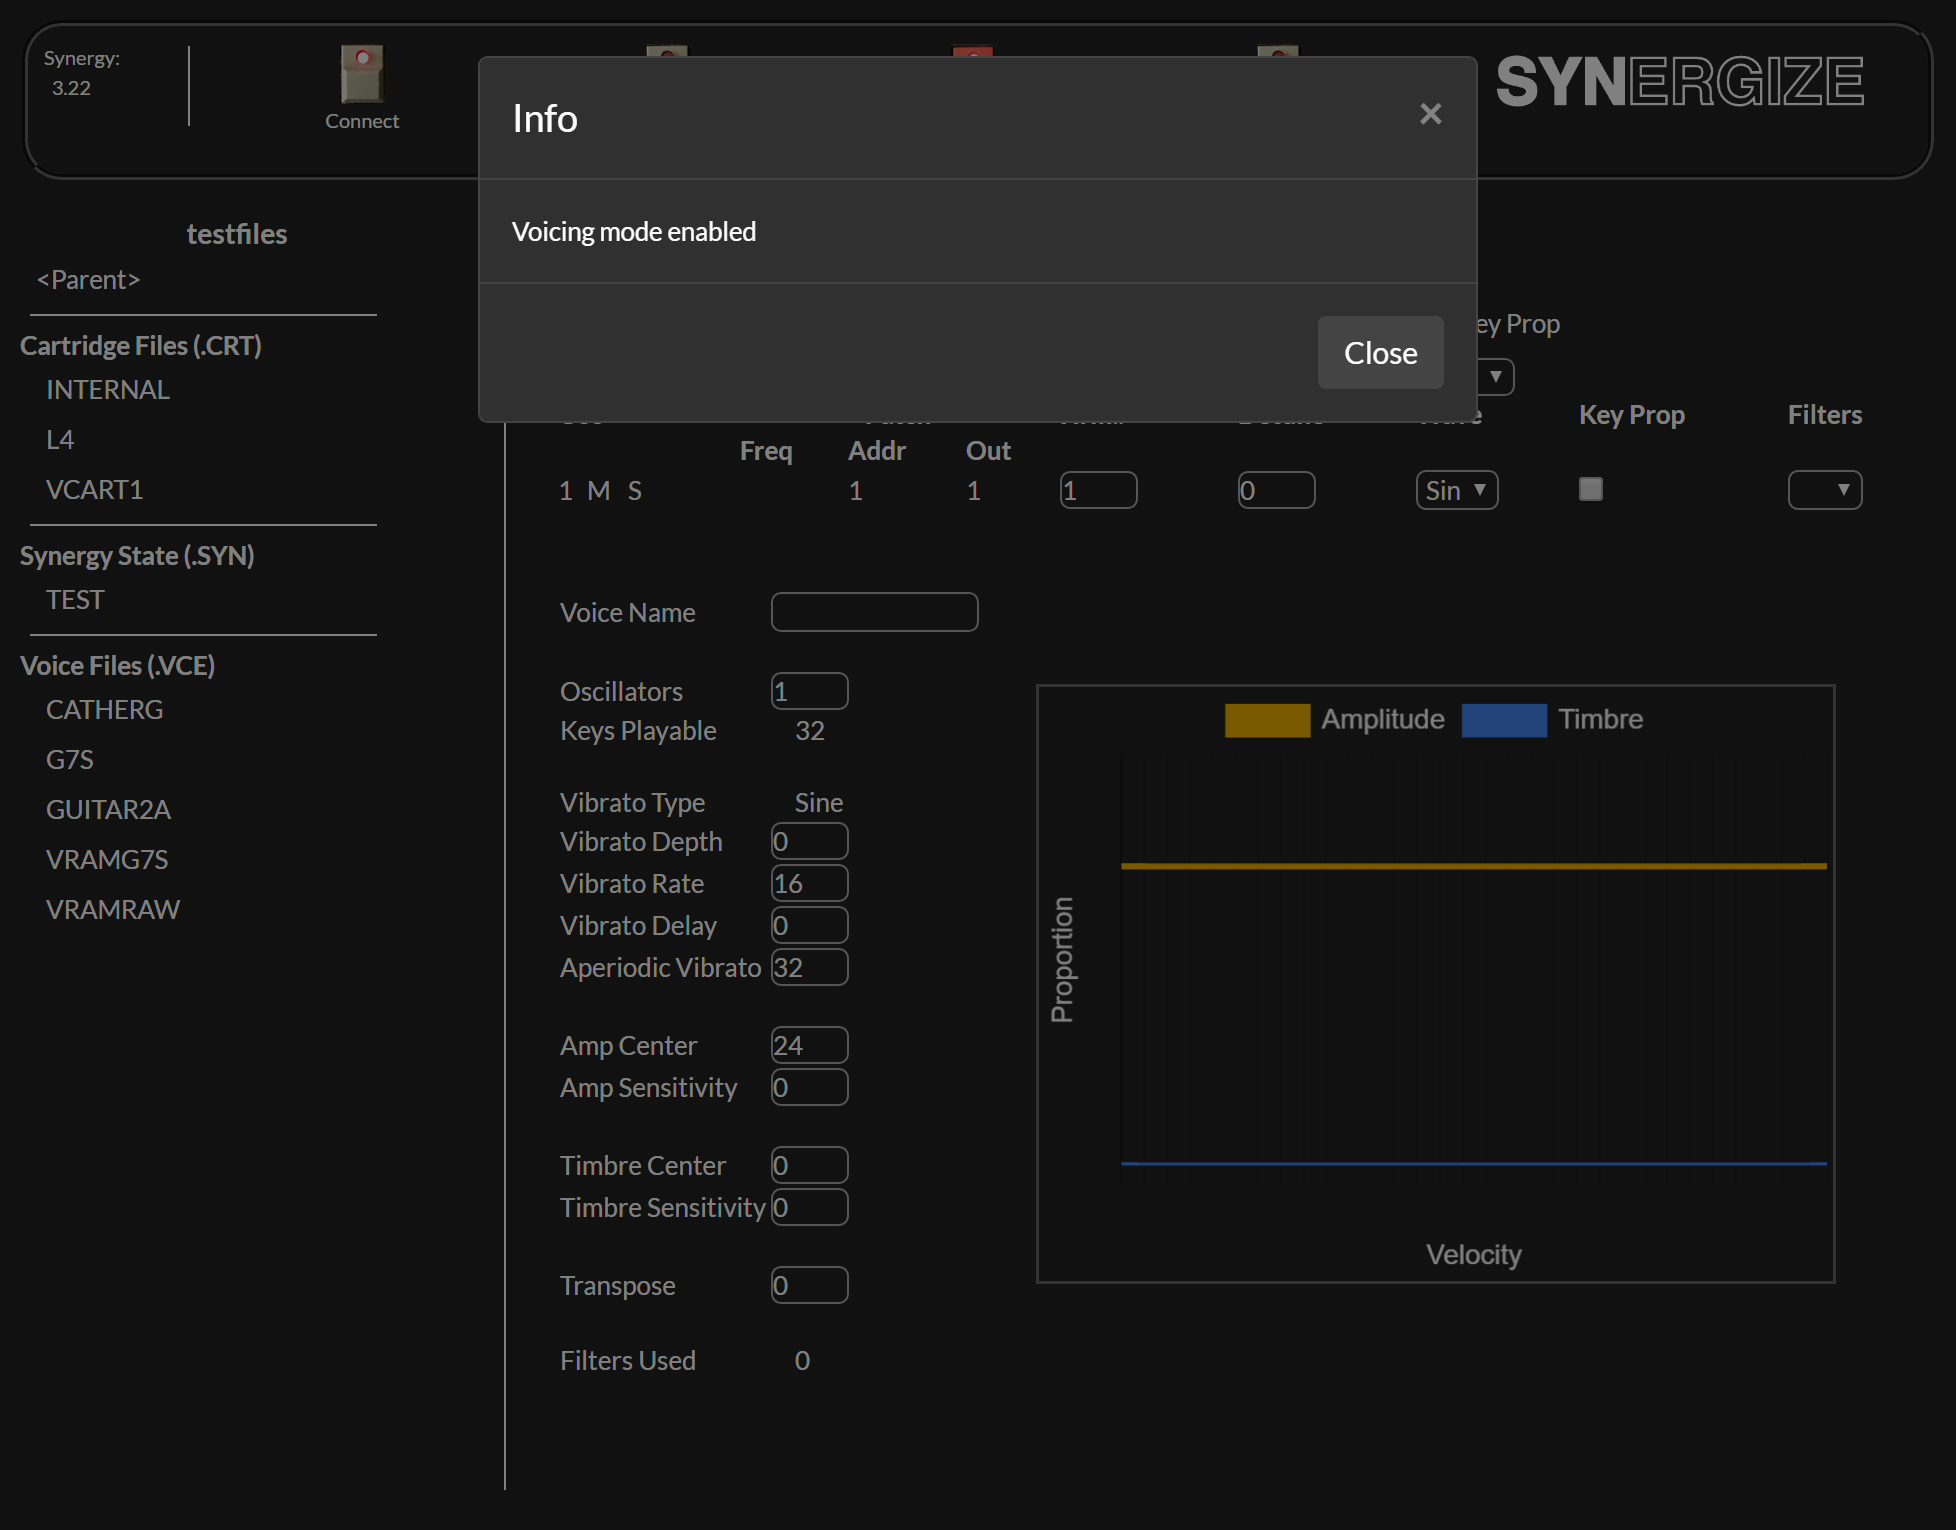 Synergy:
3.22
Connect
SYNERGIZE
Info
×
Voicing mode enabled
Close
testfiles
<Parent>
Cartridge Files (.CRT)
INTERNAL
L4
VCART1
Synergy State (.SYN)
TEST
Voice Files (.VCE)
CATHERG
G7S
GUITAR2A
VRAMG7S
VRAMRAW
ey Prop
Key Prop Filters
Freq Addr Out
1 M S 1 1 1 0 Sin
Voice Name
Oscillators 1
Keys Playable 32
Vibrato Type Sine
Vibrato Depth 0
Vibrato Rate 16
Vibrato Delay 0
Aperiodic Vibrato 32
Amp Center 24
Amp Sensitivity 0
Timbre Center 0
Timbre Sensitivity 0
Transpose 0
Filters Used 0
Amplitude Timbre
Proportion
Velocity